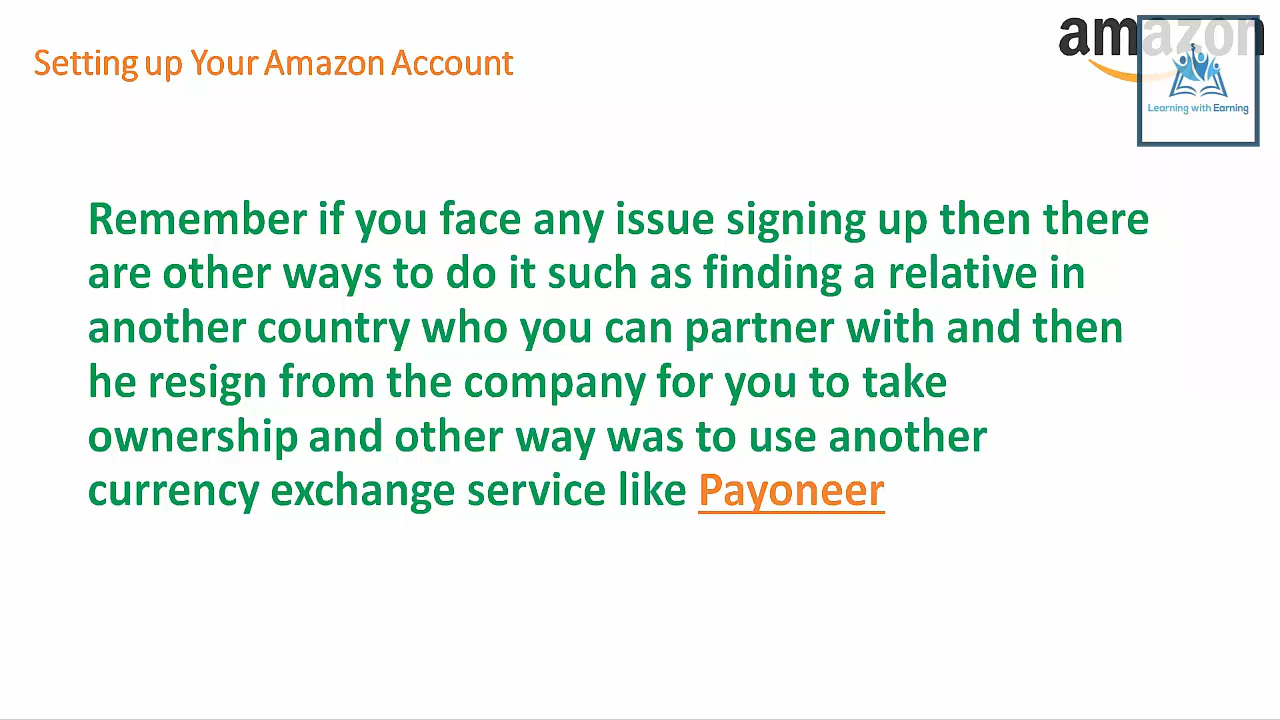 Setting up Your Amazon Account
amazon
Learning with Earning
Remember if you face any issue signing up then there
are other ways to do it such as finding a relative in
another country who you can partner with and then
he resign from the company for you to take
ownership and other way was to use another
currency exchange service like Payoneer